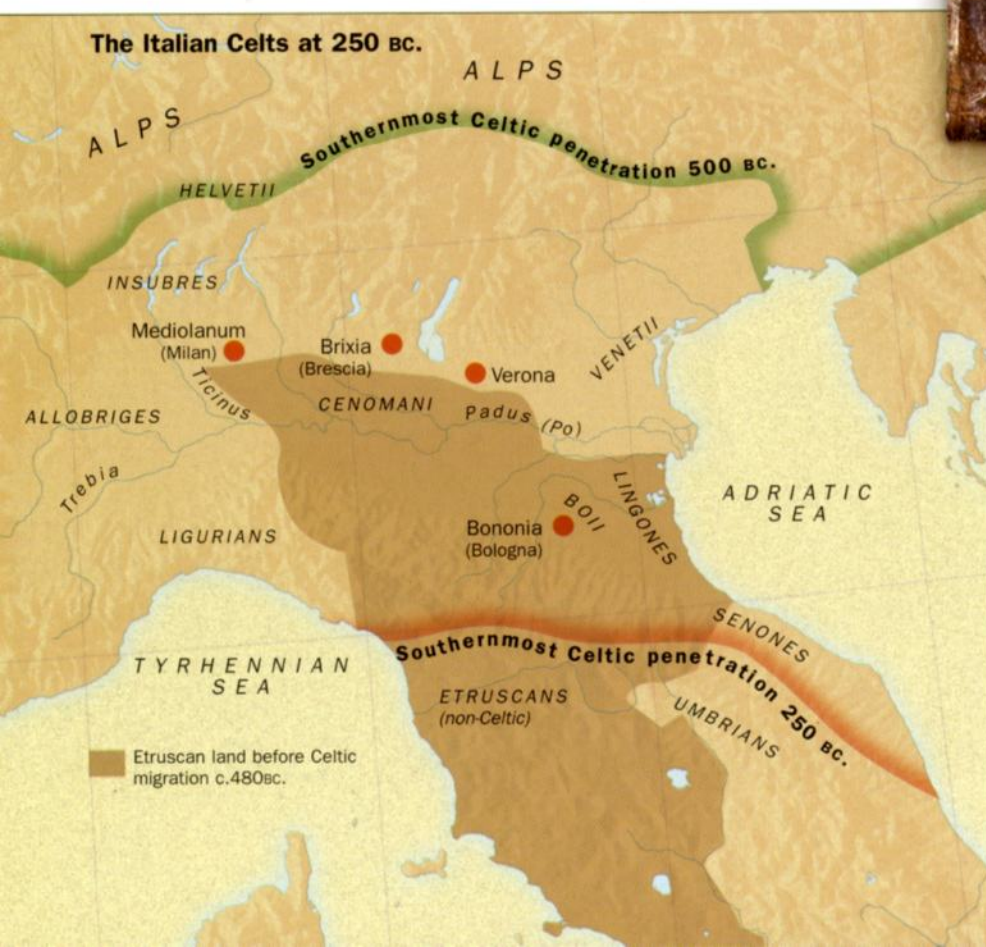 The Italian Celts at 250 BC.
ALPS
ALPS
Southernmost Celtic penetration 500 BC.
HELVETII
INSUBRES
Mediolanum
(Milan)
Brixia
(Brescia)
Verona
VENETII
Ticinus
CENOMANI
Padus (Po)
ALLOBRIGES
Trebia
LIGURIANS
BOII
LINGONES
Bononia
(Bologna)
ADRIATIC
SEA
SENONES
Southernmost Celtic penetration 250 BC.
TYRHENNIAN
SEA
ETRUSCANS
(non-Celtic)
UMBRIANS
Etruscan land before Celtic
migration c.480BC.